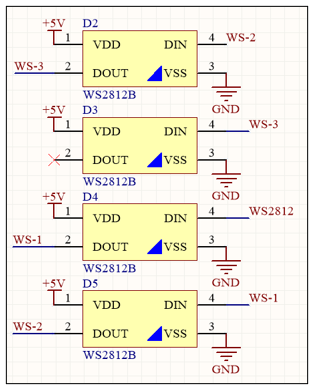 D2
+5V
1 VDD DIN 4 WS-2
WS-3 2 DOUT VSS 3
WS2812B
GND
D3
+5V
1 VDD DIN 4 WS-3
2 DOUT VSS 3
WS2812B
GND
D4
+5V
1 VDD DIN 4 WS2812
WS-1 2 DOUT VSS 3
WS2812B
GND
D5
+5V
1 VDD DIN 4 WS-1
WS-2 2 DOUT VSS 3
WS2812B
GND